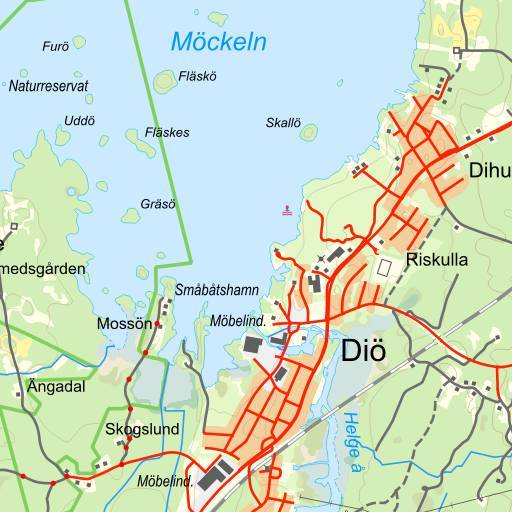 Möckeln
Furö
Fläskö
Naturreservat
Uddö
Skallö
Fläskes
Gräsö
Dihu
Riskulla
medsgården
Småbåtshamn
Mossön
Möbelind.
Diö
Ängadal
Helge å
Skogslund
Möbelind.